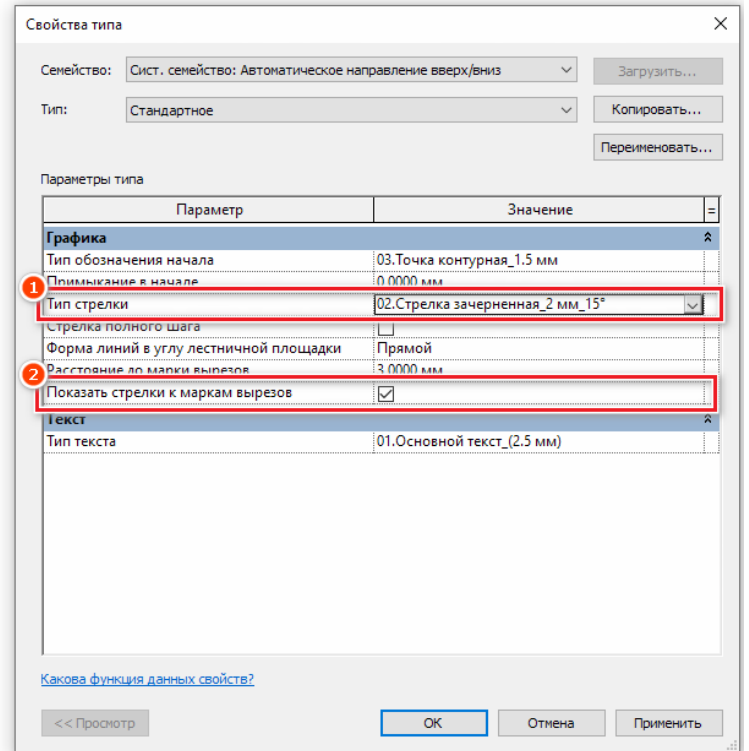 Свойства типа
Семейство: Сист. семейство: Автоматическое направление вверх/вниз Загрузить...
Тип: Стандартное Копировать...
Переименовать...
Параметры типа
Параметр Значение =
Графика
Тип обозначения начала 03.Точка контурная_1.5 мм
Примыкание в начале 0.0000 мм
1
Тип стрелки 02.Стрелка зачерненная_2 мм_15°
Стрелка полного шага
Форма линий в углу лестничной площадки Прямой
Расстояние до марки вырезов 3.0000 мм
2
Показать стрелки к маркам вырезов
Текст
Тип текста 01.Основной текст_(2.5 мм)
Какова функция данных свойств?
<< Просмотр ОК Отмена Применить